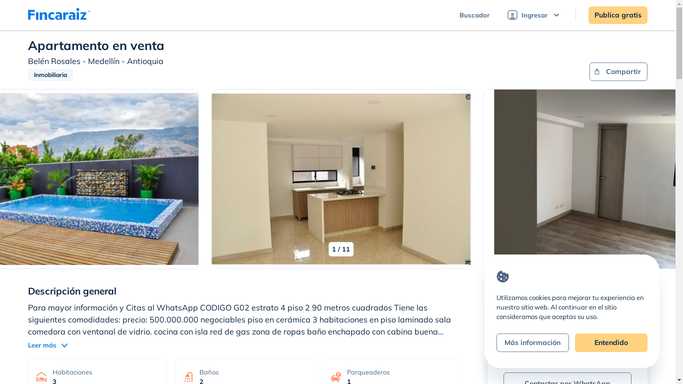 Fincaraiz
Buscador
Ingresar
Publica gratis
Apartamento en venta
Belén Rosales - Medellín - Antioquia
Inmobiliaria
Compartir
1 / 11
Descripción general
Para mayor información y Citas al WhatsApp CODIGO G02 estrato 4 piso 2 90 metros cuadrados Tiene las
siguientes comodidades: precio: 500.000.000 negociables piso en cerámica 3 habitaciones en piso laminado sala
comedora con ventanal de vidrio. cocina con isla red de gas zona de ropas baño enchapado con cabina buena...
Leer más
Habitaciones
3
Baños
2
Parqueaderos
1
Utilizamos cookies para mejorar tu experiencia en
nuestro sitio web. Al continuar en el sitio
consideramos que aceptas su uso.
Más información
Entendido
Contactar por WhatsApp